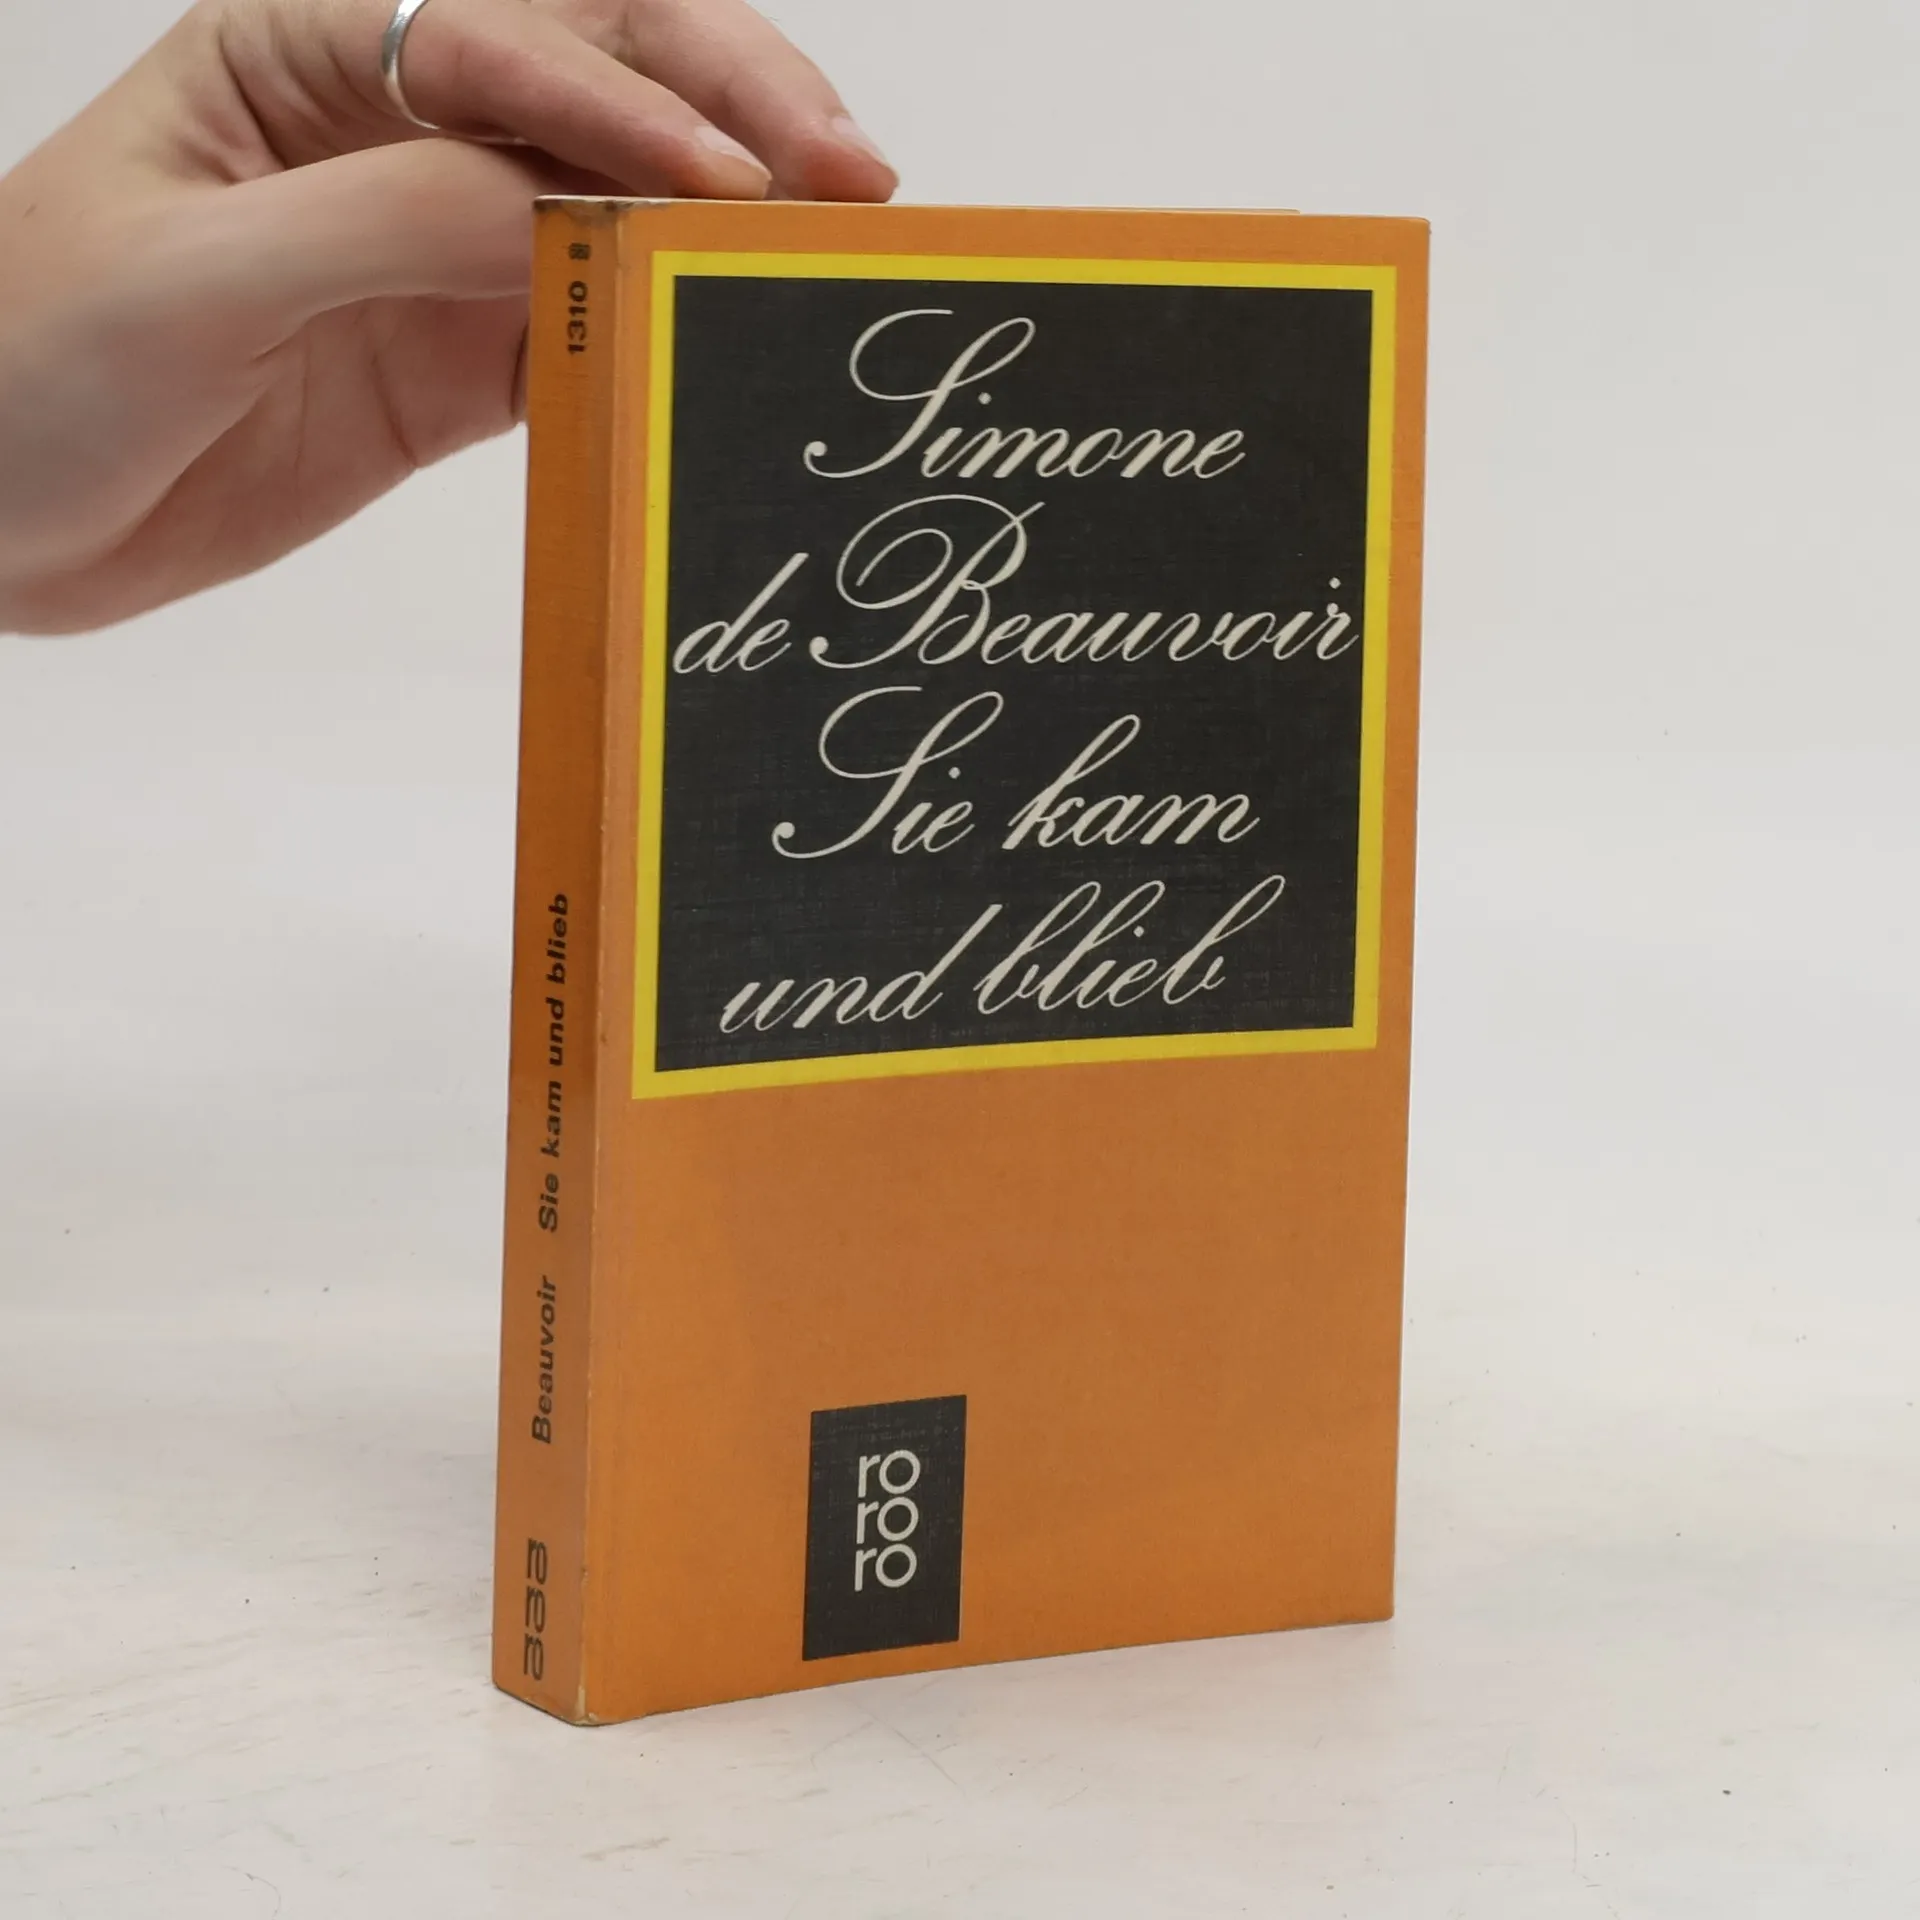 Simone
de Beauvoir
Sie kam
und blieb
ro
ro
ro
Beauvoir Sie kam und blieb
1310
ro
ro
ro